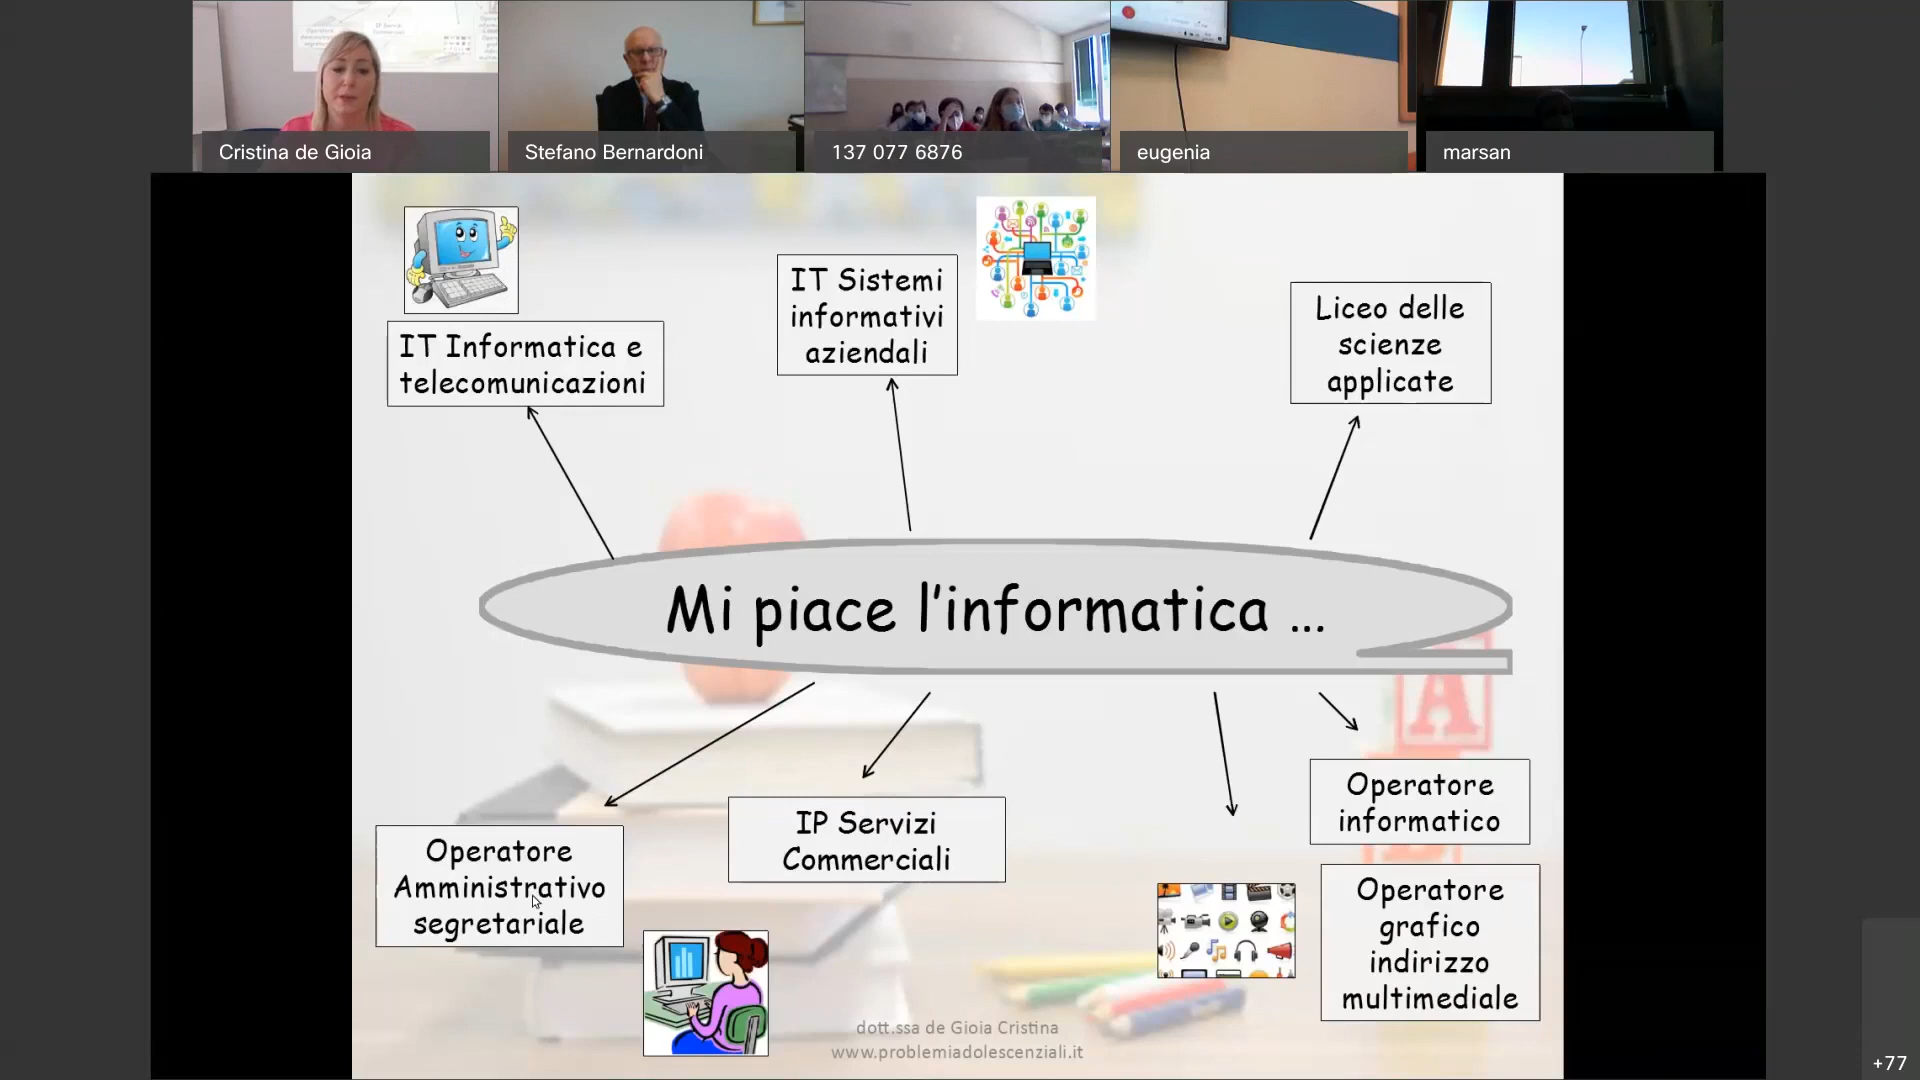 Cristina de Gioia
Stefano Bernardoni
137 077 6876
eugenia
marsan
IT Informatica e
telecomunicazioni
IT Sistemi
informativi
aziendali
Liceo delle
scienze
applicate
Mi piace l'informatica ...
Operatore
Amministrativo
segretariale
IP Servizi
Commerciali
Operatore
informatico
Operatore
grafico
indirizzo
multimediale
dott.ssa de Gioia Cristina
www.problemiadolescenziali.it
A
+77